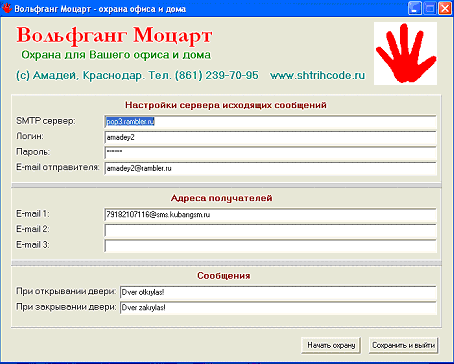 Вольфганг Моцарт - охрана офиса и дома
Вольфганг Моцарт
Охрана для Вашего офиса и дома
(с) Амадей, Краснодар. Тел. (861) 239-70-95 www.shtrihcode.ru
Настройки сервера исходящих сообщений
SMTP сервер: pop3.rambler.ru
Логин: amadey2
Пароль: ******
E-mail отправителя: amadey2@rambler.ru
Адреса получателей
E-mail 1: 79182107116@sms.kubangsm.ru
E-mail 2:
E-mail 3:
Сообщения
При открывании двери: Dver otkrylas!
При закрывании двери: Dver zakrylas!
Начать охрану Сохранить и выйти